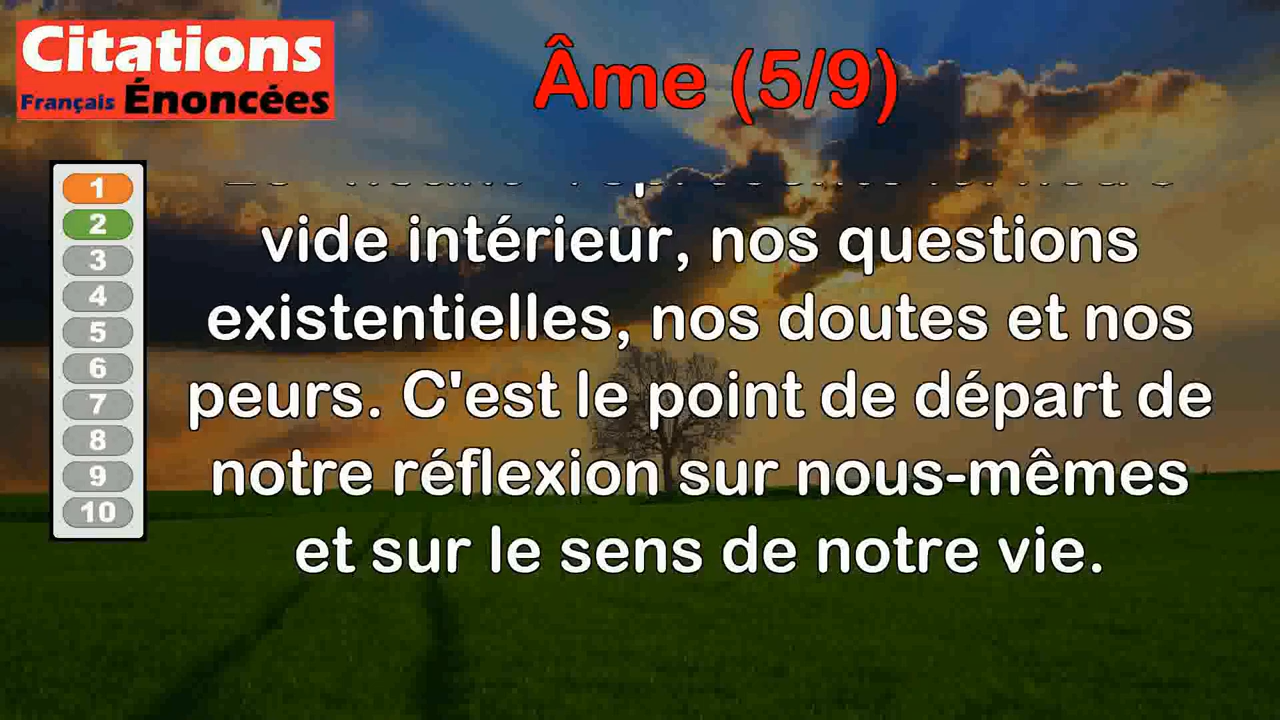 Citations
Français Énoncées
Âme (5/9)
1
2
3
4
5
6
7
8
9
10
vide intérieur, nos questions
existentielles, nos doutes et nos
peurs. C'est le point de départ de
notre réflexion sur nous-mêmes
et sur le sens de notre vie.